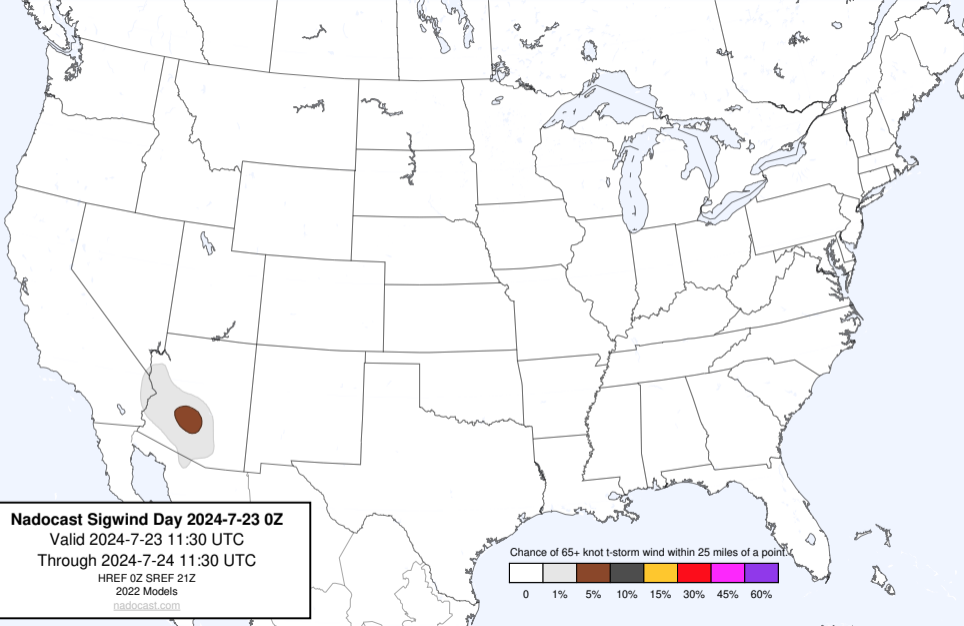 Nadocast Sigwind Day 2024-7-23 0Z
Valid 2024-7-23 11:30 UTC
Through 2024-7-24 11:30 UTC
HREF 0Z SREF 21Z
2022 Models
nadocast.com
Chance of 65+ knot t-storm wind within 25 miles of a point.
0 1% 5% 10% 15% 30% 45% 60%